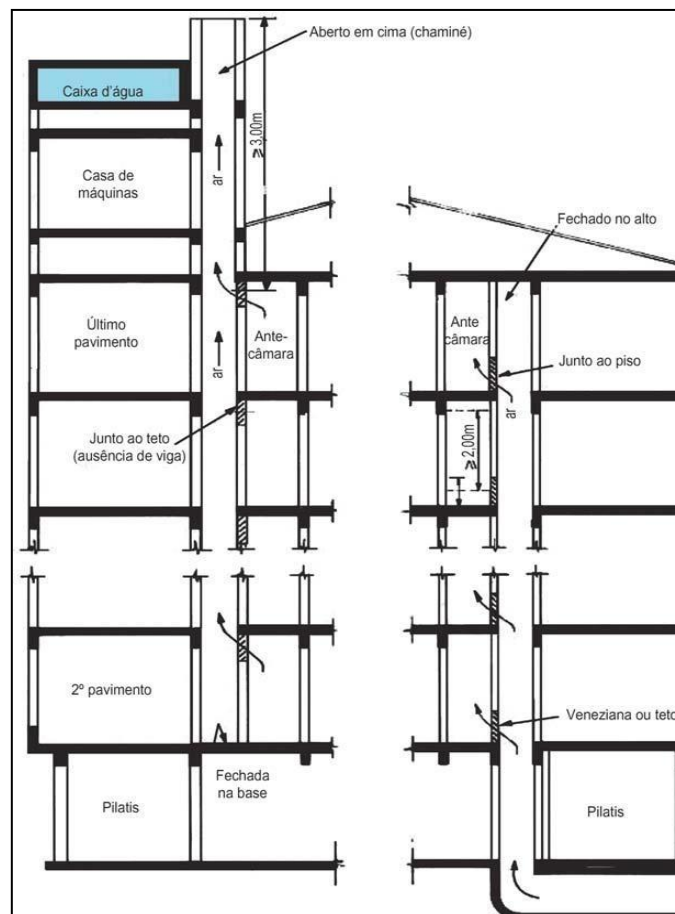 Aberto em cima (chaminé)
Caixa d'água
≥ 3,00m
ar
Casa de
máquinas
Fechado no alto
Último
pavimento
Ante-
câmara
ar
Ante
câmara
Junto ao piso
ar
Junto ao teto
(ausência de viga)
≥ 2,00m
2º pavimento
Veneziana ou teto
Fechada
na base
Pilatis
Pilatis